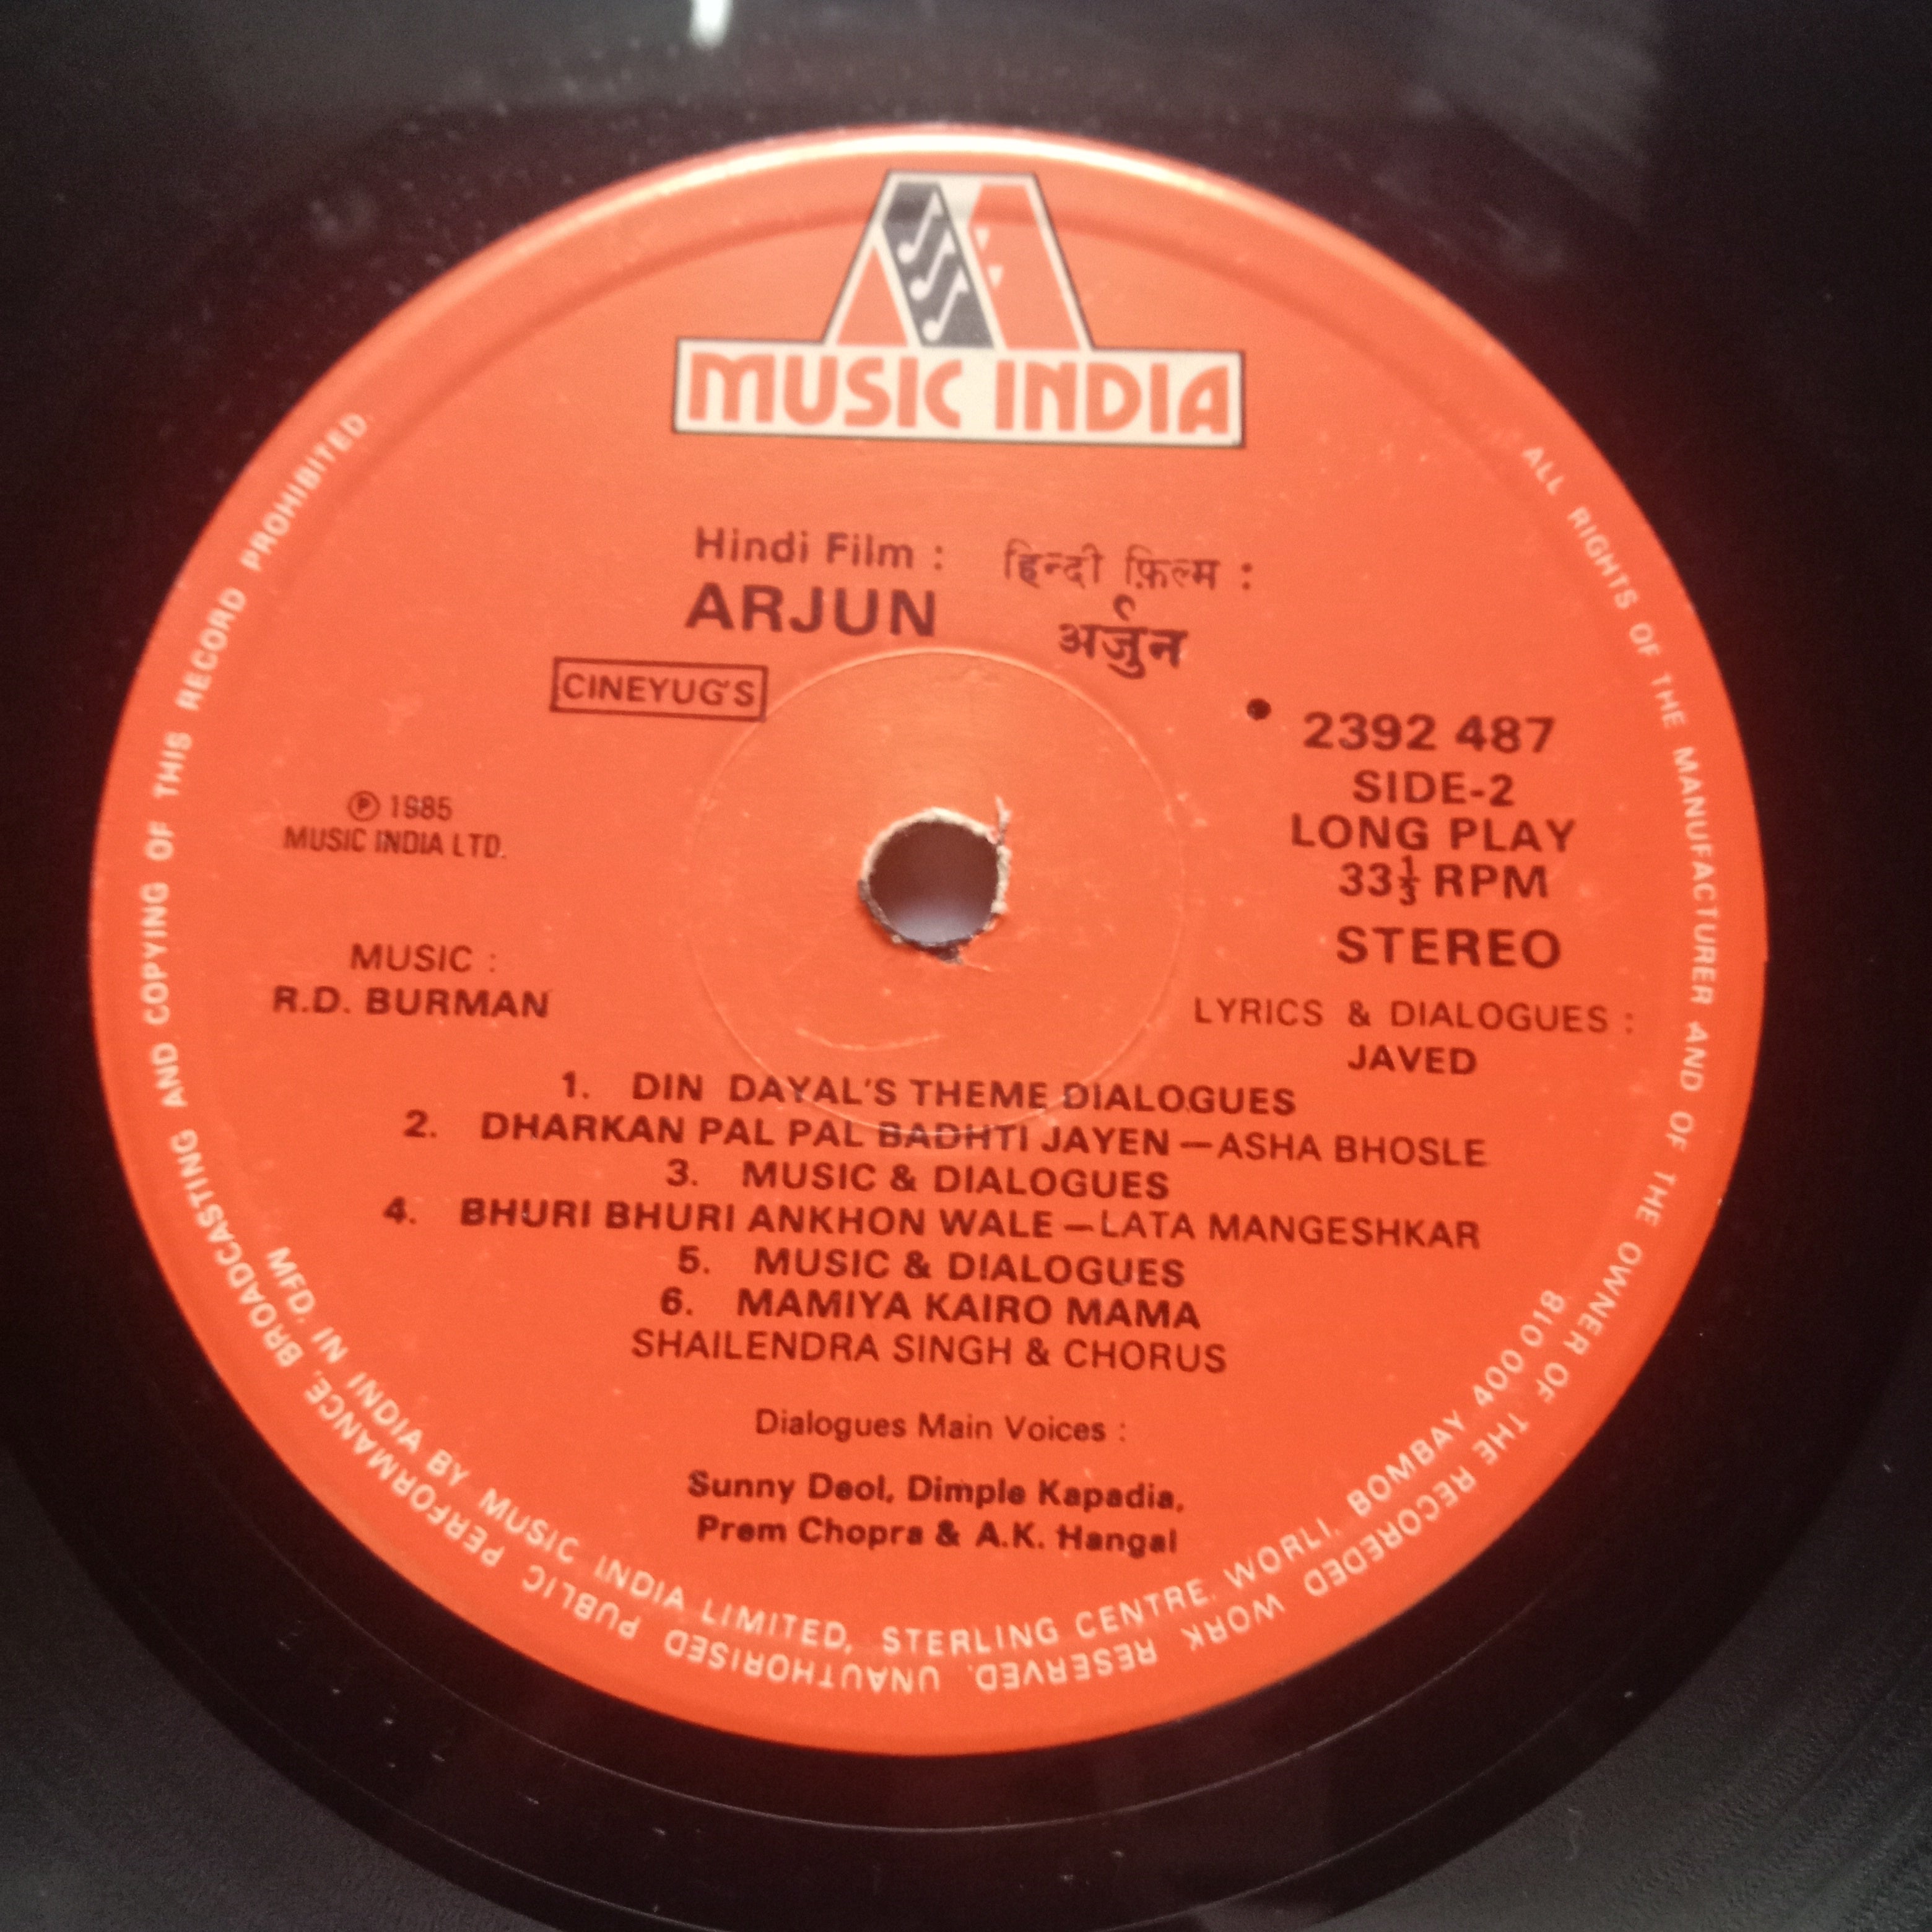 MUSIC INDIA
Hindi Film : हिन्दी फ़िल्म :
ARJUN अर्जुन
CINEYUG'S
2392 487
SIDE-2
LONG PLAY
33⅓ RPM
STEREO
℗ 1985
MUSIC INDIA LTD.
MUSIC :
R.D. BURMAN
LYRICS & DIALOGUES :
JAVED
1. DIN DAYAL'S THEME DIALOGUES
2. DHARKAN PAL PAL BADHTI JAYEN — ASHA BHOSLE
3. MUSIC & DIALOGUES
4. BHURI BHURI ANKHON WALE — LATA MANGESHKAR
5. MUSIC & DIALOGUES
6. MAMIYA KAIRO MAMA
SHAILENDRA SINGH & CHORUS
Dialogues Main Voices :
Sunny Deol, Dimple Kapadia,
Prem Chopra & A.K. Hangal
MFD. IN INDIA BY MUSIC INDIA LIMITED, STERLING CENTRE, WORLI, BOMBAY 400 018
ALL RIGHTS OF THE MANUFACTURER AND OF THE OWNER OF THE RECOREDED WORK RESERVED. UNAUTHORISED PUBLIC PERFORMANCE, BROADCASTING AND COPYING OF THIS RECORD PROHIBITED.